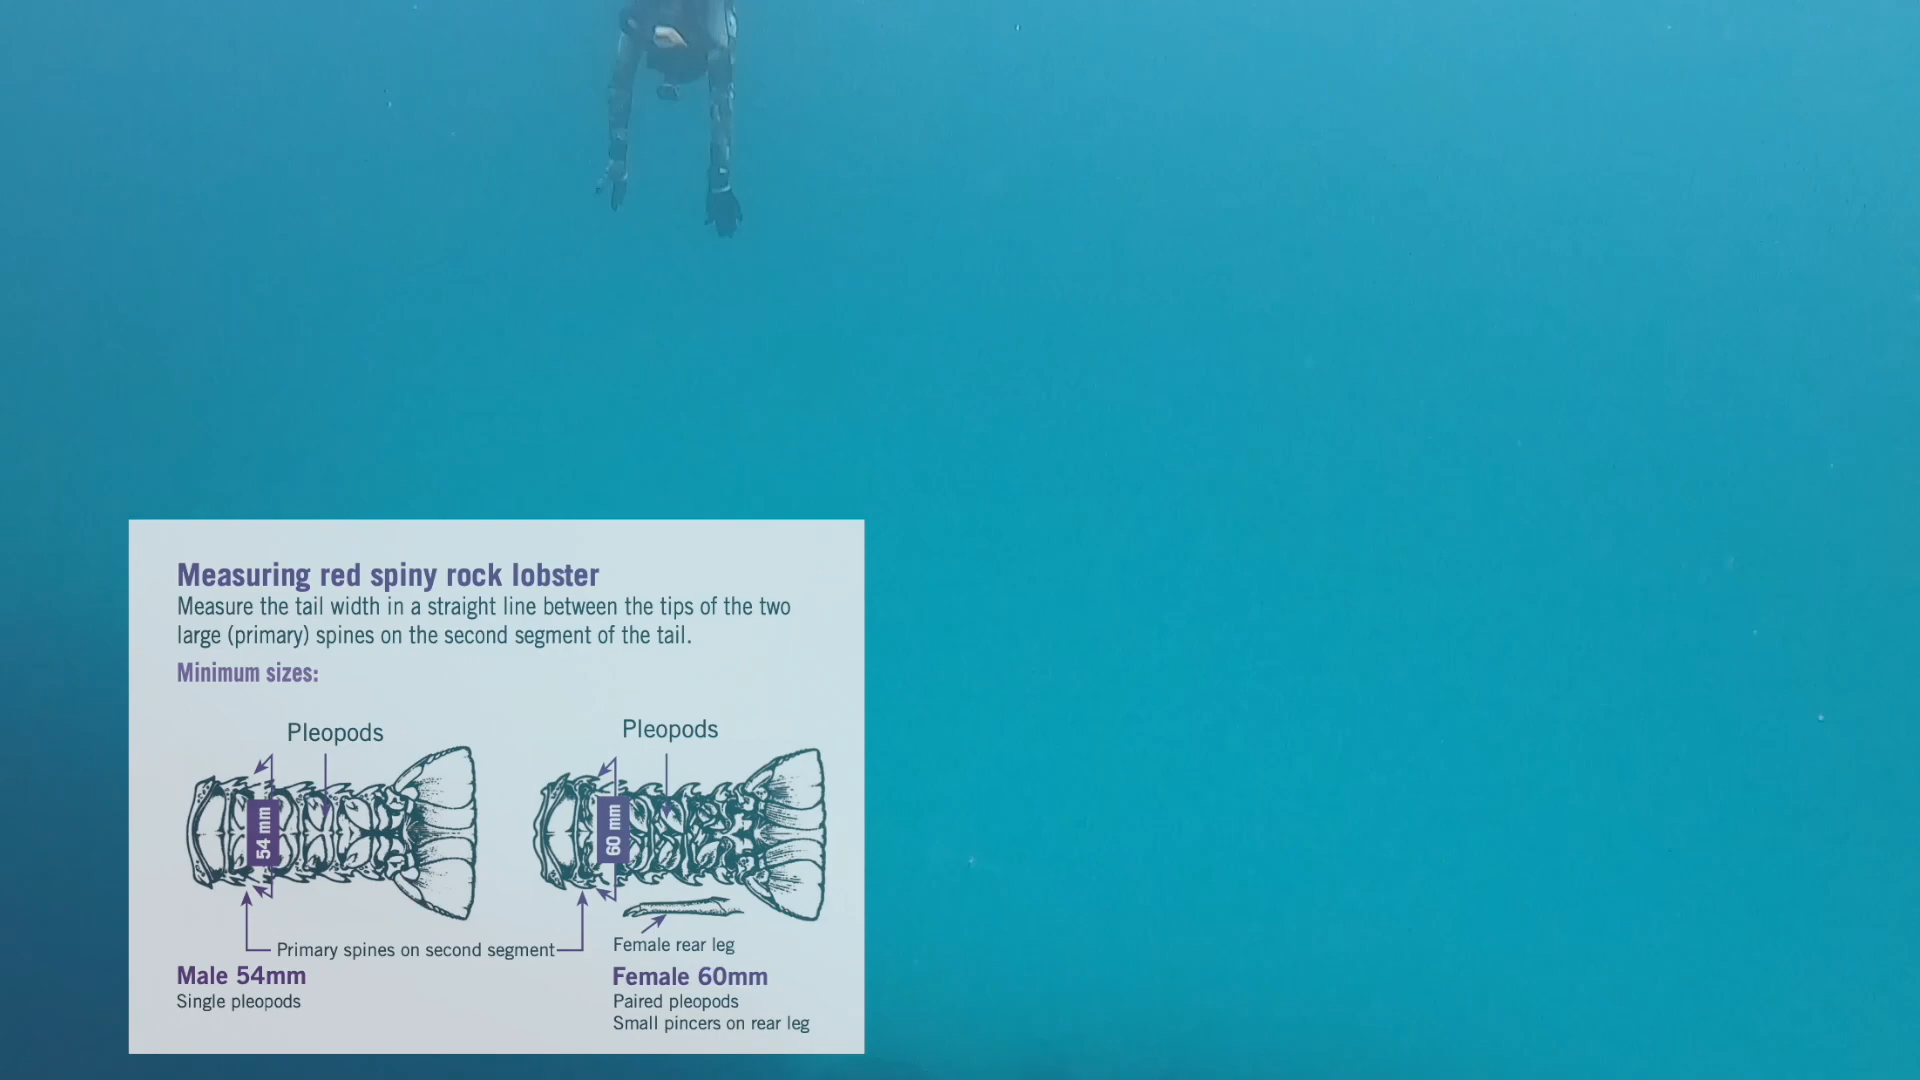 Measuring red spiny rock lobster
Measure the tail width in a straight line between the tips of the two
large (primary) spines on the second segment of the tail.
Minimum sizes:
Pleopods
Pleopods
54 mm
60 mm
Primary spines on second segment
Female rear leg
Male 54mm
Single pleopods
Female 60mm
Paired pleopods
Small pincers on rear leg